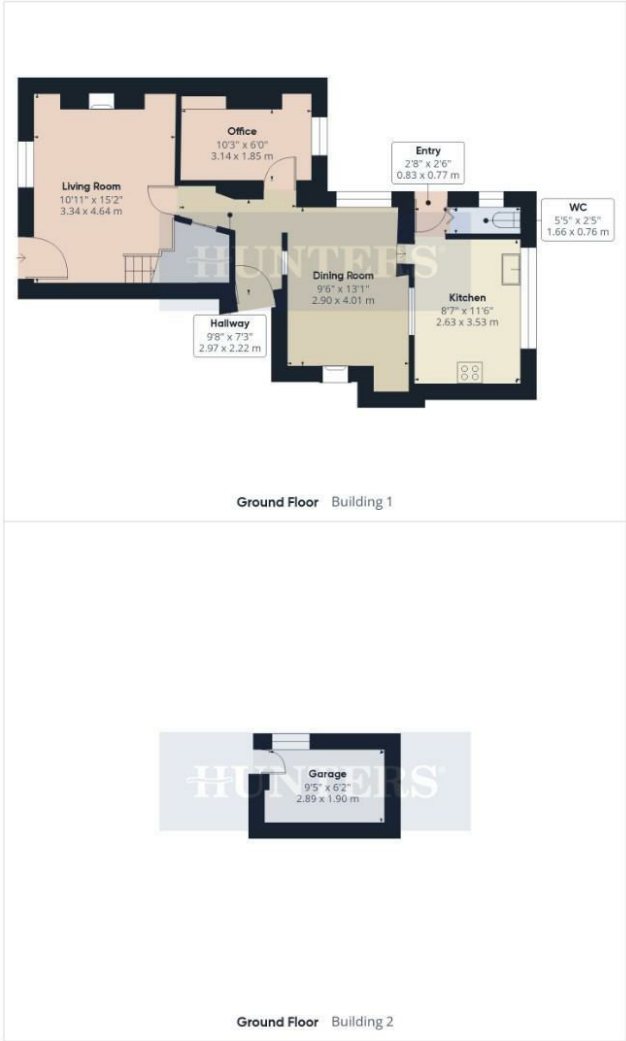 Office
10'3" x 6'0"
3.14 x 1.85 m
Entry
2'8" x 2'6"
0.83 x 0.77 m
Living Room
10'11" x 15'2"
3.34 x 4.64 m
WC
5'5" x 2'5"
1.66 x 0.76 m
HUNTERS
Dining Room
9'6" x 13'1"
2.90 x 4.01 m
Kitchen
8'7" x 11'6"
2.63 x 3.53 m
Hallway
9'8" x 7'3"
2.97 x 2.22 m
Ground Floor Building 1
HUNTERS
Garage
9'5" x 6'2"
2.89 x 1.90 m
Ground Floor Building 2